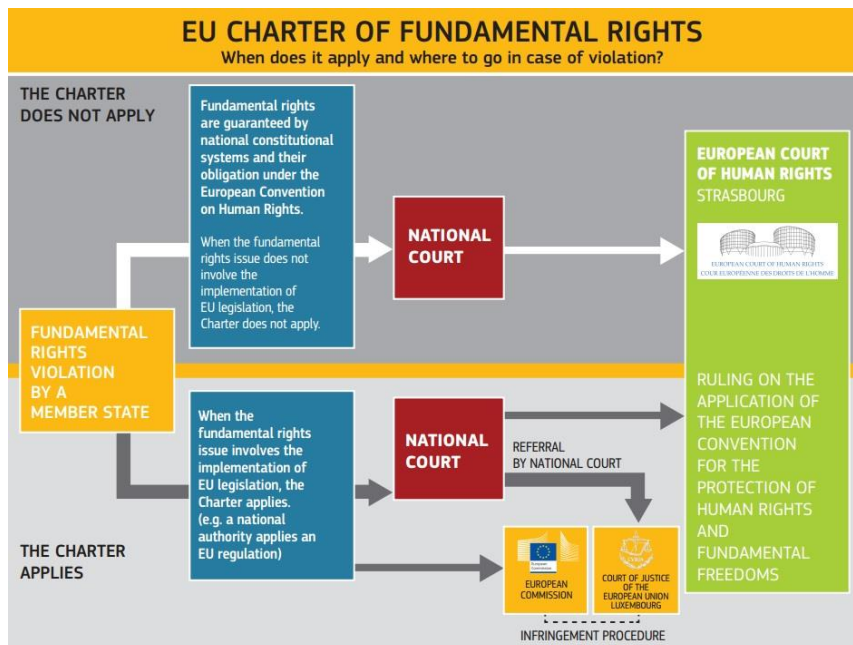 EU CHARTER OF FUNDAMENTAL RIGHTS
When does it apply and where to go in case of violation?
THE CHARTER
DOES NOT APPLY
Fundamental rights
are guaranteed by
national constitutional
systems and their
obligation under the
European Convention
on Human Rights.
When the fundamental
rights issue does not
involve the
implementation of
EU legislation, the
Charter does not apply.
NATIONAL
COURT
EUROPEAN COURT
OF HUMAN RIGHTS
STRASBOURG
EUROPEAN COURT OF HUMAN RIGHTS
COUR EUROPÉENNE DES DROITS DE L'HOMME
FUNDAMENTAL
RIGHTS
VIOLATION
BY A
MEMBER STATE
When the
fundamental rights
issue involves the
implementation of
EU legislation, the
Charter applies.
(e.g. a national
authority applies an
EU regulation)
NATIONAL
COURT
REFERRAL
BY NATIONAL COURT
RULING ON THE
APPLICATION OF
THE EUROPEAN
CONVENTION
FOR THE
PROTECTION OF
HUMAN RIGHTS
AND
FUNDAMENTAL
FREEDOMS
THE CHARTER
APPLIES
European
Commission
EUROPEAN
COMMISSION
COURT OF JUSTICE
OF THE
EUROPEAN UNION
LUXEMBOURG
INFRINGEMENT PROCEDURE